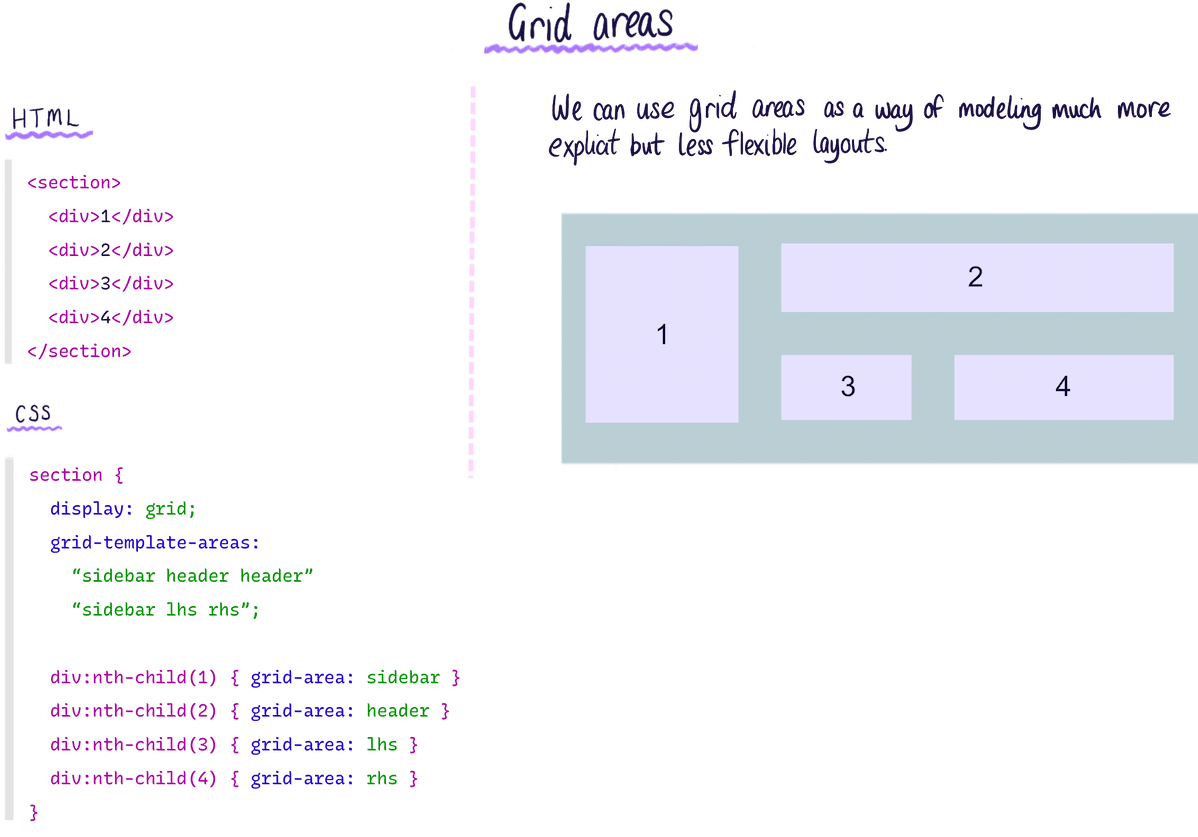 Grid areas
HTML
<section>
<div>1</div>
<div>2</div>
<div>3</div>
<div>4</div>
</section>
CSS
section {
display: grid;
grid-template-areas:
“sidebar header header”
“sidebar lhs rhs”;
div:nth-child(1) { grid-area: sidebar }
div:nth-child(2) { grid-area: header }
div:nth-child(3) { grid-area: lhs }
div:nth-child(4) { grid-area: rhs }
}
We can use grid areas as a way of modeling much more
explicit but less flexible layouts.
1
2
3
4